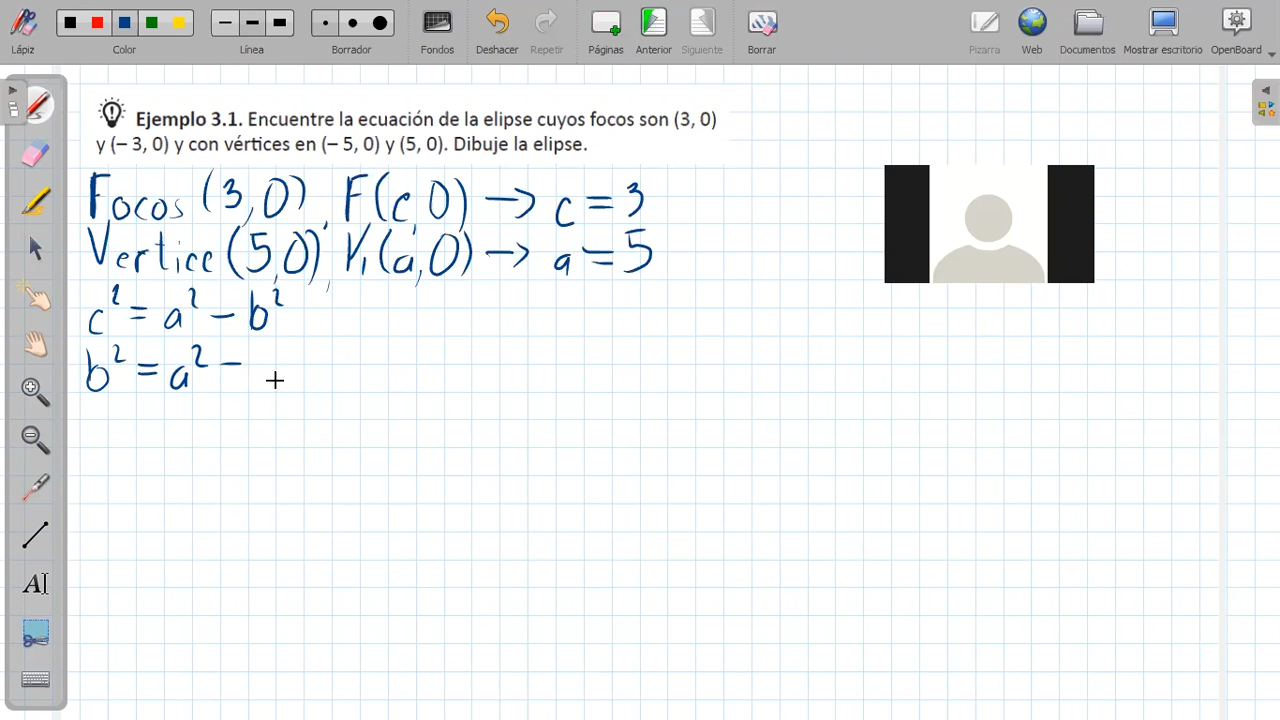 Lápiz Color Línea Borrador Fondos Deshacer Repetir Páginas Anterior Siguiente Borrar Pizarra Web Documentos Mostrar escritorio OpenBoard
Ejemplo 3.1. Encuentre la ecuación de la elipse cuyos focos son (3, 0)
y (– 3, 0) y con vértices en (– 5, 0) y (5, 0). Dibuje la elipse.
Focos (3,0), F(c,0) → c = 3
Vertice (5,0), V₁(a,0) → a = 5
c² = a² – b²
b² = a² –
AI